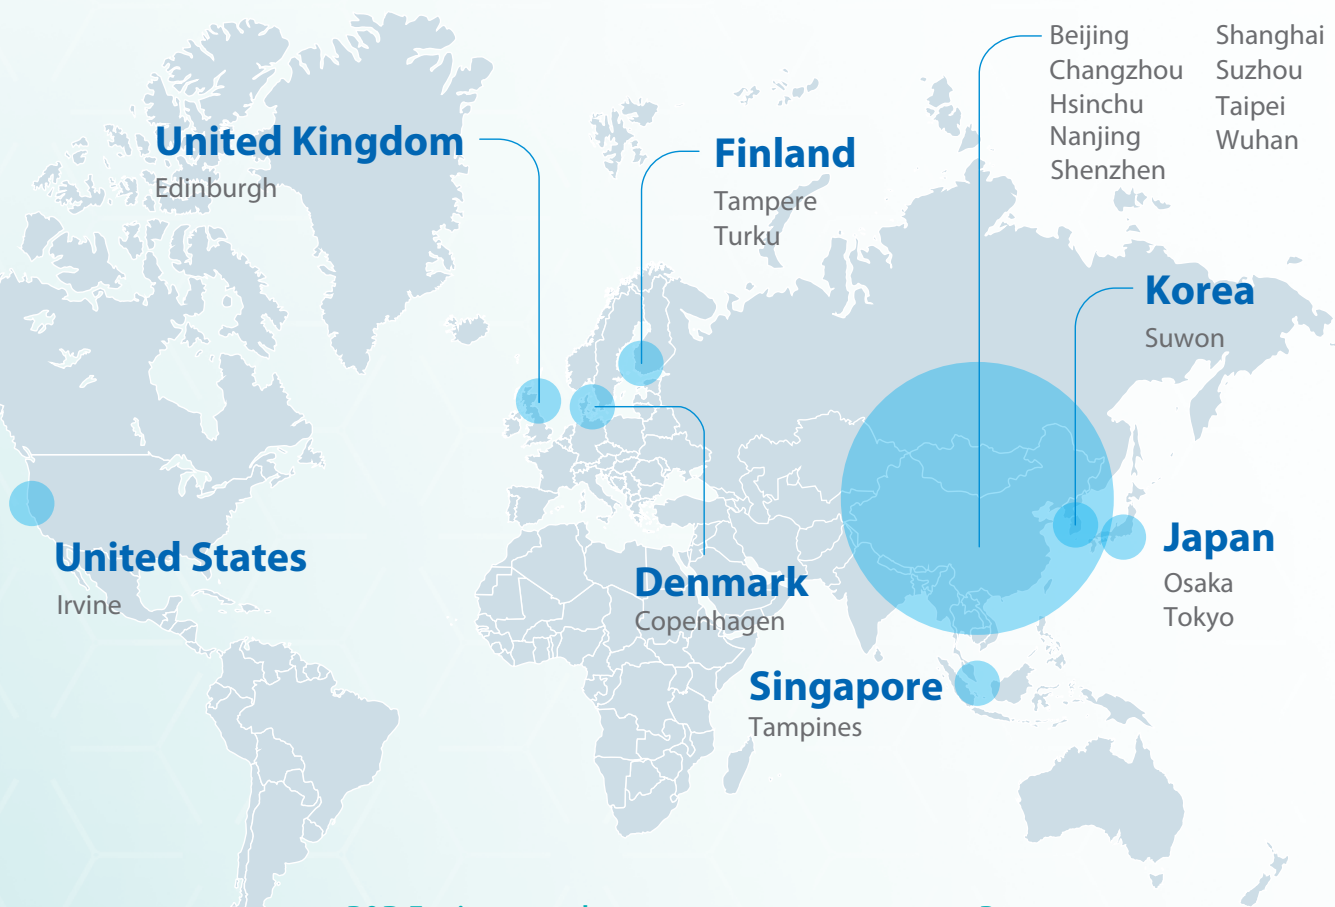 Beijing
Changzhou
Hsinchu
Nanjing
Shenzhen
Shanghai
Suzhou
Taipei
Wuhan
United Kingdom
Edinburgh
Finland
Tampere
Turku
Korea
Suwon
United States
Irvine
Denmark
Copenhagen
Japan
Osaka
Tokyo
Singapore
Tampines